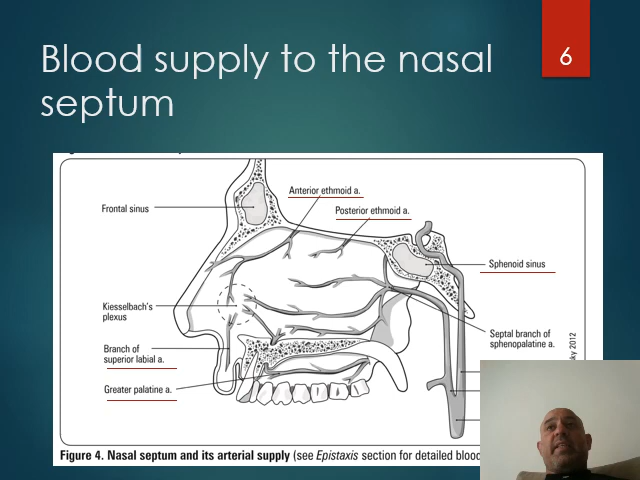 Blood supply to the nasal
septum
6
Anterior ethmoid a.
Posterior ethmoid a.
Frontal sinus
Sphenoid sinus
Kiesselbach's
plexus
Septal branch of
sphenopalatine a.
Branch of
superior labial a.
Greater palatine a.
2012
Figure 4. Nasal septum and its arterial supply (see Epistaxis section for detailed blood